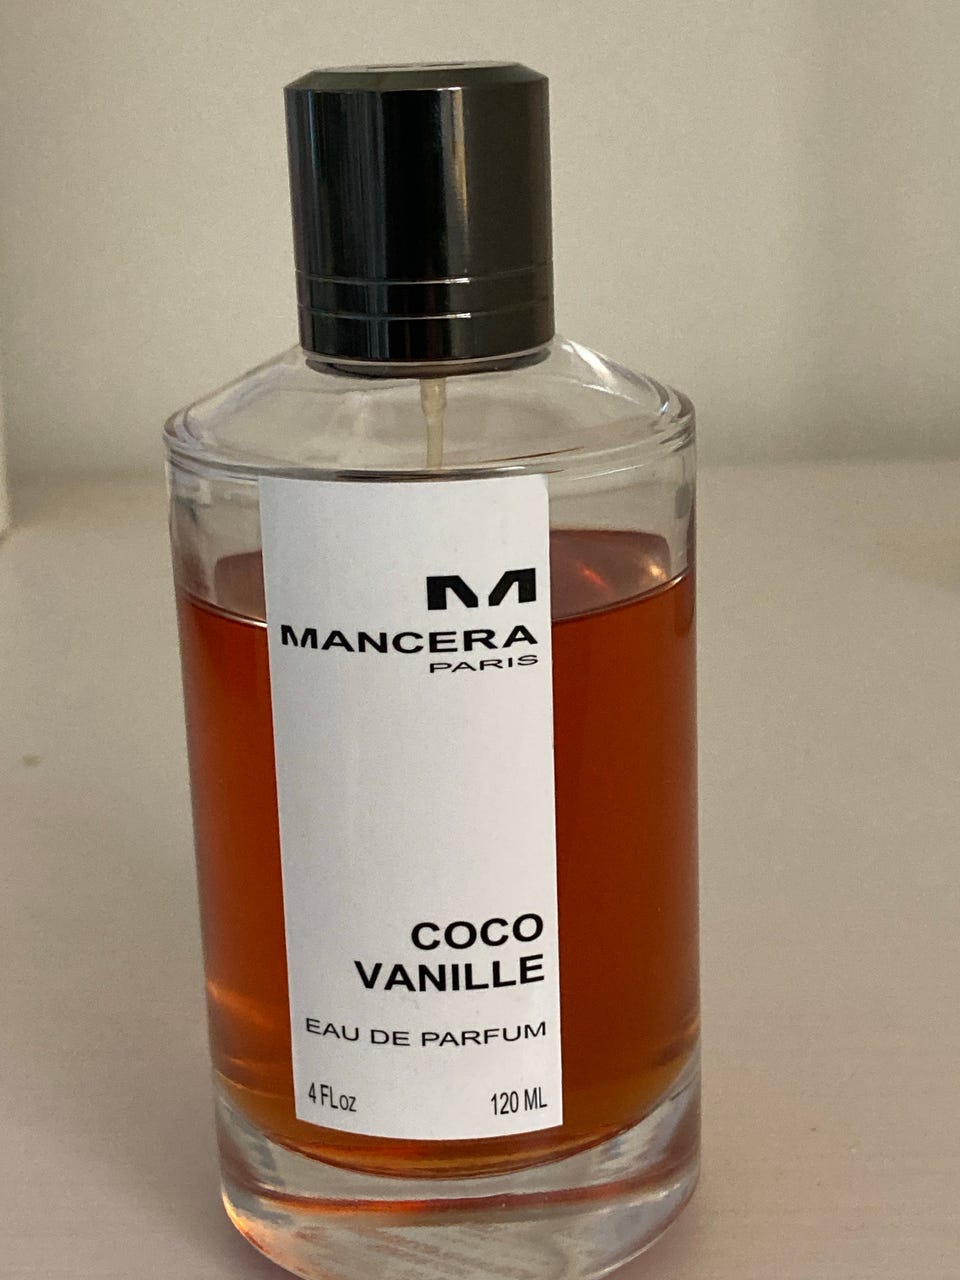 M
MANCERA
PARIS
COCO
VANILLE
EAU DE PARFUM
4 FLoz 120 ML